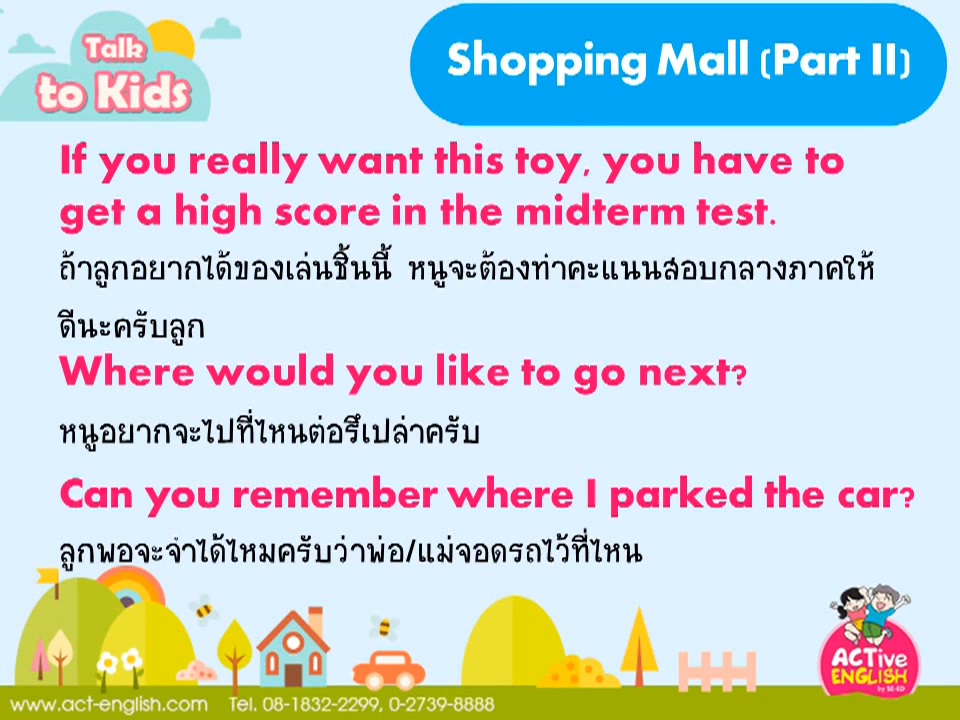 Talk
to Kids
Shopping Mall (Part II)
If you really want this toy, you have to
get a high score in the midterm test.
ถ้าลูกอยากได้ของเล่นชิ้นนี้ หนูจะต้องทำคะแนนสอบกลางภาคให้
ดีนะครับลูก
Where would you like to go next?
หนูอยากจะไปที่ไหนต่อรึเปล่าครับ
Can you remember where I parked the car?
ลูกพอจะจำได้ไหมครับว่าพ่อ/แม่จอดรถไว้ที่ไหน
ACTive
ENGLISH
by SE-ED
www.act-english.com Tel. 08-1832-2299, 0-2739-8888